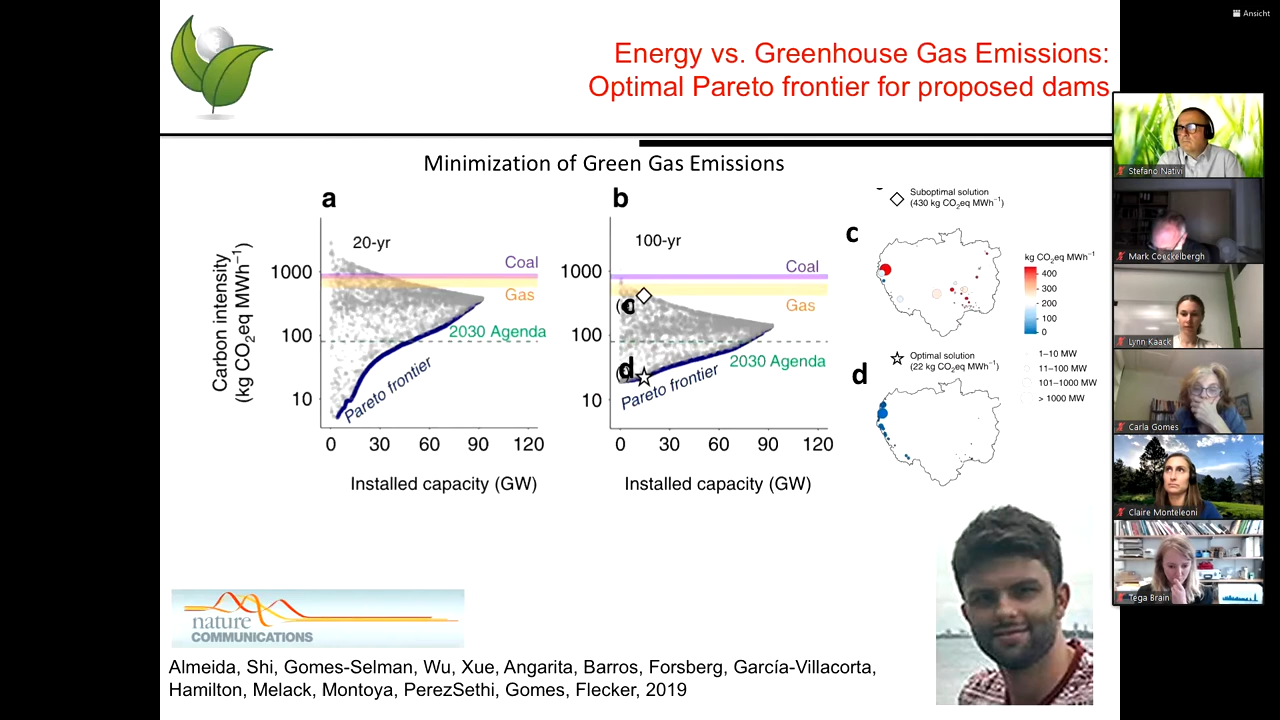 Ansicht
Energy vs. Greenhouse Gas Emissions:
Optimal Pareto frontier for proposed dams
Minimization of Green Gas Emissions
a
20-yr
Coal
Gas
2030 Agenda
Pareto frontier
Carbon intensity
(kg CO₂eq MWh⁻¹)
1000
100
10
0 30 60 90 120
Installed capacity (GW)
b
100-yr
Coal
Gas
2030 Agenda
Pareto frontier
c
d
1000
100
10
0 30 60 90 120
Installed capacity (GW)
Suboptimal solution
(430 kg CO₂eq MWh⁻¹)
c
kg CO₂eq MWh⁻¹
400
300
200
100
0
Optimal solution
(22 kg CO₂eq MWh⁻¹)
d
1–10 MW
11–100 MW
101–1000 MW
> 1000 MW
nature
COMMUNICATIONS
Almeida, Shi, Gomes-Selman, Wu, Xue, Angarita, Barros, Forsberg, García-Villacorta,
Hamilton, Melack, Montoya, PerezSethi, Gomes, Flecker, 2019
Stefano Nativi
Mark Coeckelbergh
Lynn Kaack
Carla Gomes
Claire Monteleoni
Tega Brain